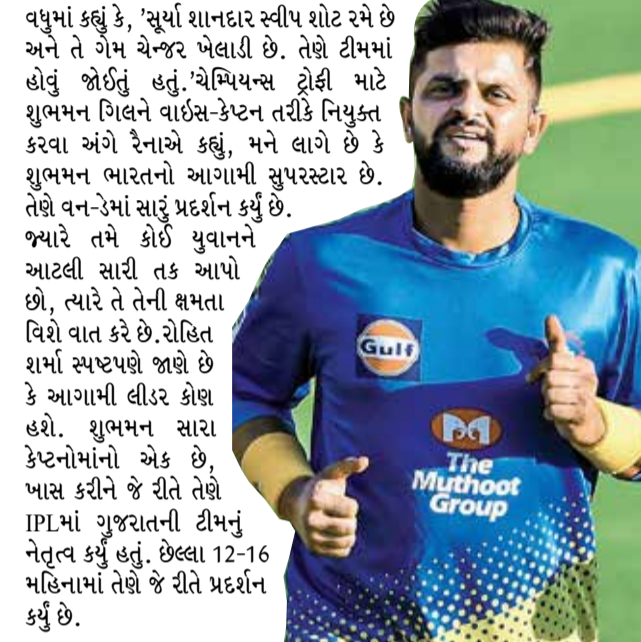 વધુમાં કહ્યું કે, 'સૂર્યા શાનદાર સ્વીપ શોટ રમે છે
અને તે ગેમ ચેન્જર ખેલાડી છે. તેણે ટીમમાં
હોવું જોઈતું હતું.'ચેમ્પિયન્સ ટ્રોફી માટે
શુભમન ગિલને વાઇસ-કેપ્ટન તરીકે નિયુક્ત
કરવા અંગે રૈનાએ કહ્યું, મને લાગે છે કે
શુભમન ભારતનો આગામી સુપરસ્ટાર છે.
તેણે વન-ડેમાં સારું પ્રદર્શન કર્યું છે.
જ્યારે તમે કોઈ યુવાનને
આટલી સારી તક આપો
છો, ત્યારે તે તેની ક્ષમતા
વિશે વાત કરે છે.રોહિત
શર્મા સ્પષ્ટપણે જાણે છે
કે આગામી લીડર કોણ
હશે. શુભમન સારા
કેપ્ટનોમાંનો એક છે,
ખાસ કરીને જે રીતે તેણે
IPLમાં ગુજરાતની ટીમનું
નેતૃત્વ કર્યું હતું. છેલ્લા 12-16
મહિનામાં તેણે જે રીતે પ્રદર્શન
કર્યું છે.
Gulf
The
Muthoot
Group